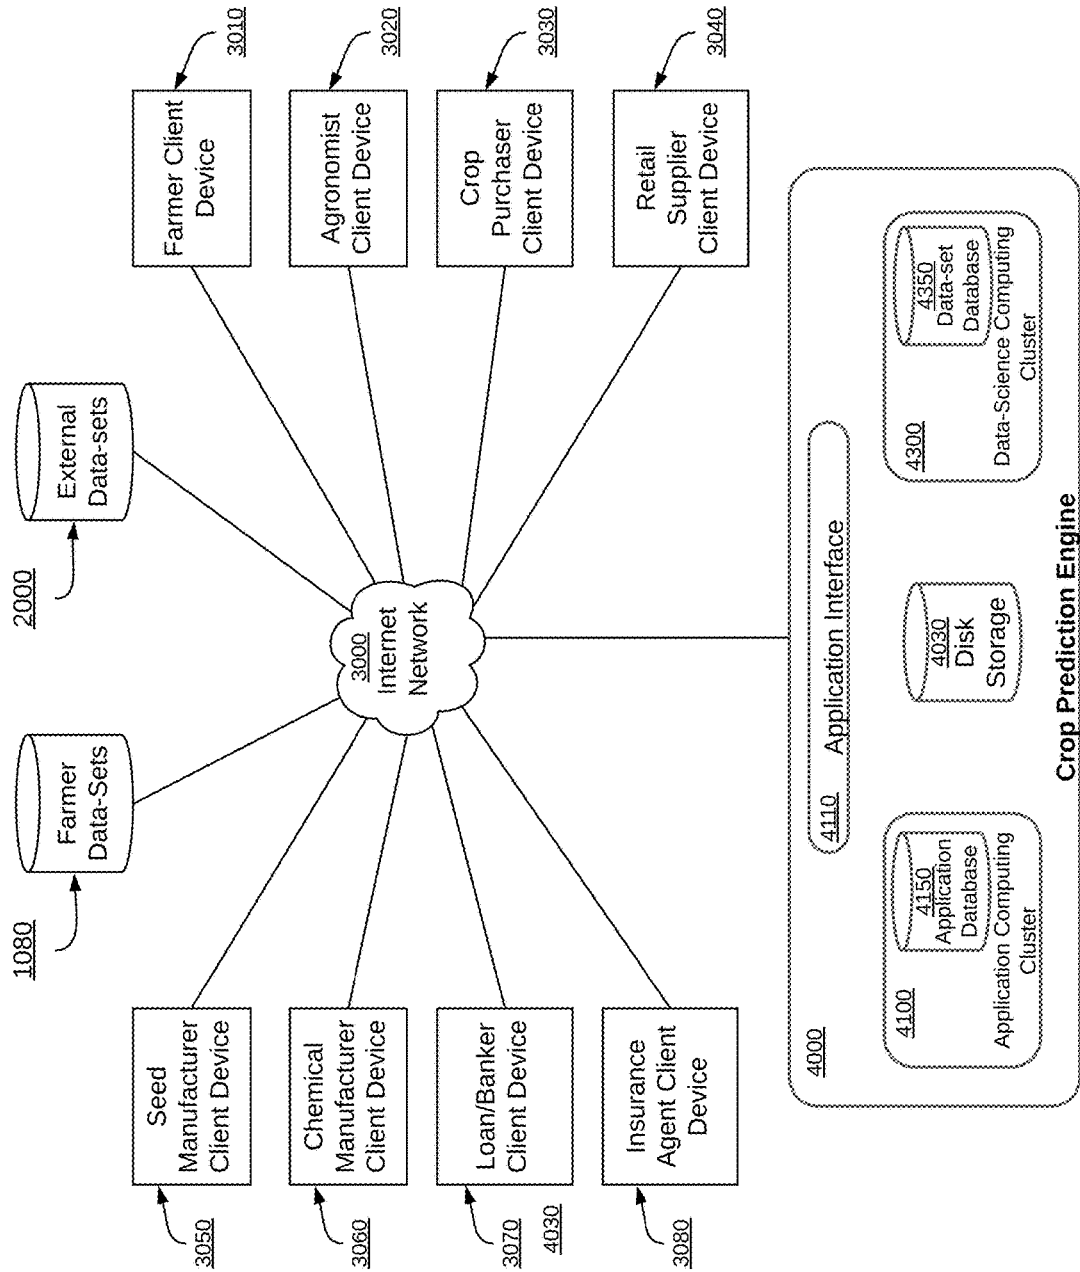 1080
2000
Farmer
Data-Sets
External
Data-sets
3050
Seed
Manufacturer
Client Device
Farmer Client
Device
3010
3060
Chemical
Manufacturer
Client Device
3000
Internet
Network
Agronomist
Client Device
3020
3070
4030
Loan/Banker
Client Device
Crop
Purchaser
Client Device
3030
3080
Insurance
Agent Client
Device
Retail
Supplier
Client Device
3040
4000
4110
Application Interface
4100
4150
Application
Database
Application Computing
Cluster
4030
Disk
Storage
4300
4350
Data-set
Database
Data-Science Computing
Cluster
Crop Prediction Engine